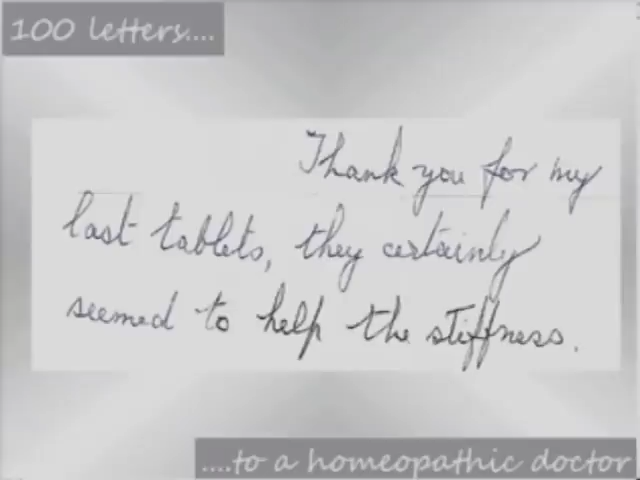 100 letters....
Thank you for my
last tablets, they certainly
seemed to help the stiffness.
....to a homeopathic doctor